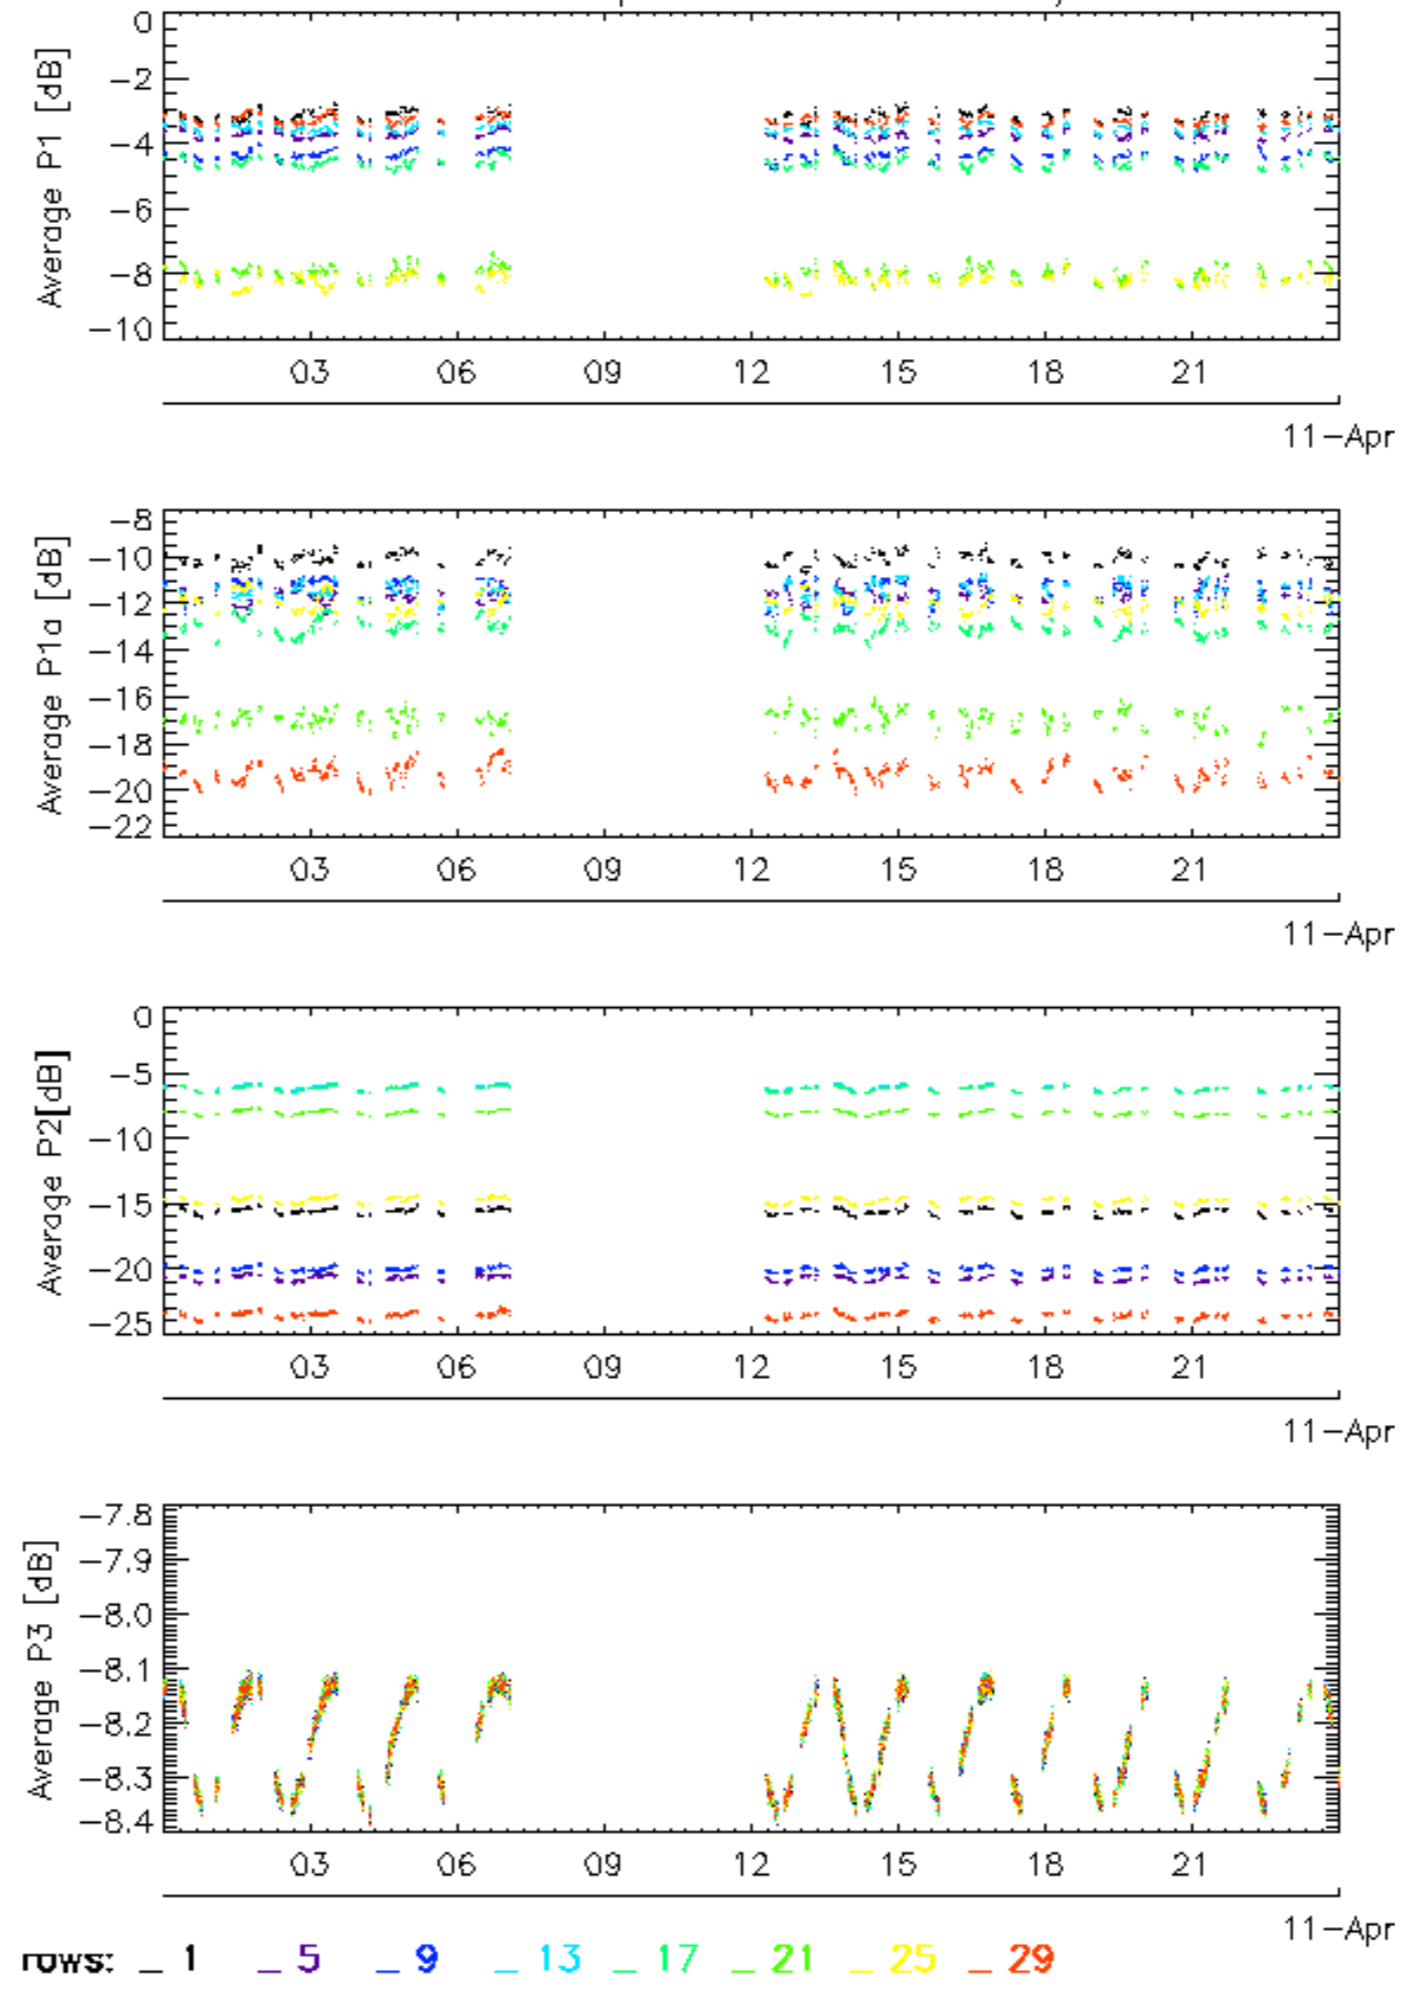 Average P1 [dB]
0
−2
−4
−6
−8
−10
03 06 09 12 15 18 21
11−Apr
Average P1a [dB]
−8
−10
−12
−14
−16
−18
−20
−22
03 06 09 12 15 18 21
11−Apr
Average P2[dB]
0
−5
−10
−15
−20
−25
03 06 09 12 15 18 21
11−Apr
Average P3 [dB]
−7.8
−7.9
−8.0
−8.1
−8.2
−8.3
−8.4
03 06 09 12 15 18 21
11−Apr
rows: _ 1 _ 5 _ 9 _ 13 _ 17 _ 21 _ 25 _ 29